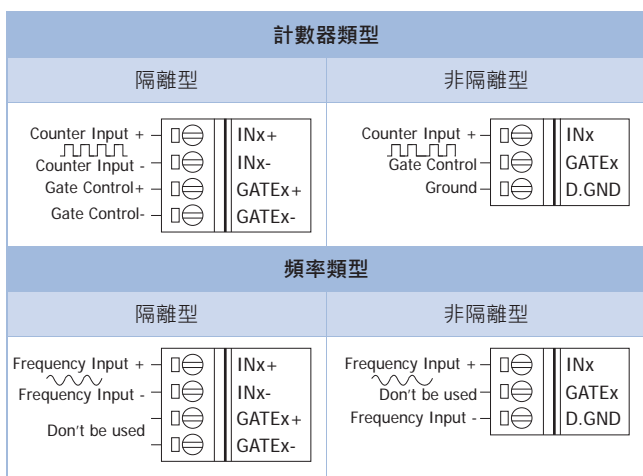 計數器類型
隔離型
非隔離型
Counter Input +
INx+
Counter Input -
INx-
Gate Control+
GATEx+
Gate Control-
GATEx-
Counter Input +
INx
Gate Control
GATEx
Ground
D.GND
頻率類型
隔離型
非隔離型
Frequency Input +
INx+
Frequency Input -
INx-
Don't be used
GATEx+
GATEx-
Frequency Input +
INx
Don't be used
GATEx
Frequency Input -
D.GND